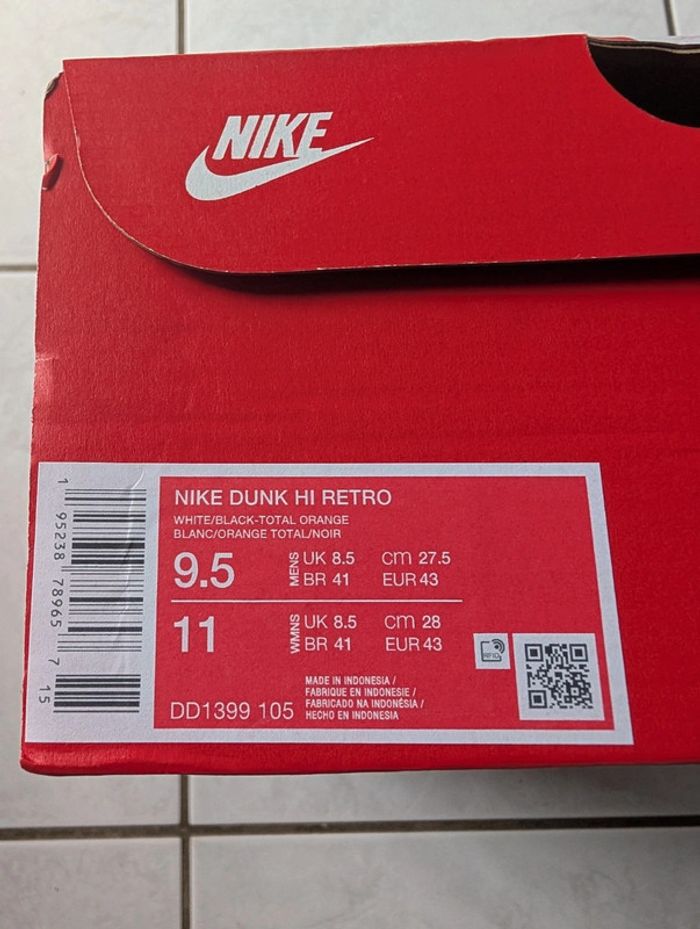 NIKE
NIKE DUNK HI RETRO
WHITE/BLACK-TOTAL ORANGE
BLANC/ORANGE TOTAL/NOIR
9.5 MENS UK 8.5 cm 27.5
BR 41 EUR 43
11 WMNS UK 8.5 cm 28
BR 41 EUR 43
RFID
MADE IN INDONESIA /
FABRIQUE EN INDONESIE /
FABRICADO NA INDONÉSIA /
HECHO EN INDONESIA
DD1399 105
1 95238 78965 7 15